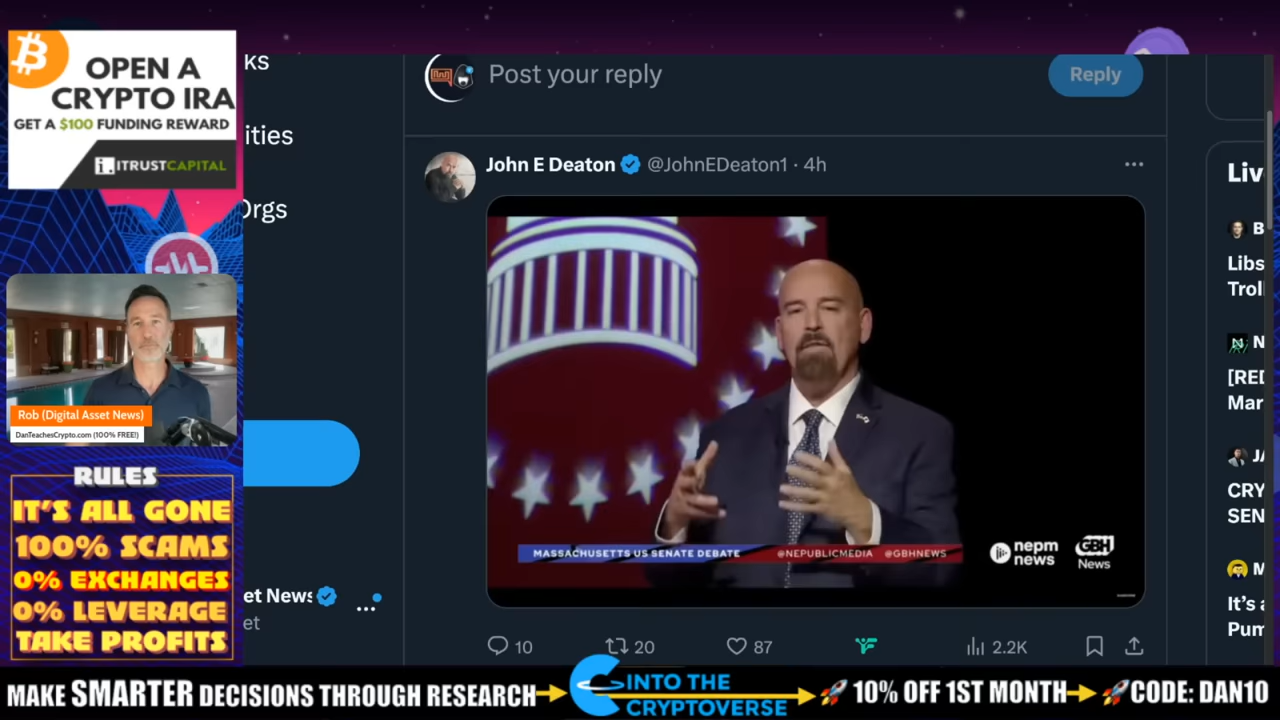 OPEN A
CRYPTO IRA
GET A $100 FUNDING REWARD
ITRUSTCAPITAL
Rob (Digital Asset News)
DanTeachesCrypto.com (100% FREE!)
RULES
IT'S ALL GONE
100% SCAMS
0% EXCHANGES
0% LEVERAGE
TAKE PROFITS
ks
ities
Orgs
et News
et
Post your reply
Reply
John E Deaton @JohnEDeaton1 · 4h
MASSACHUSETTS US SENATE DEBATE @NEPUBLICMEDIA @GBHNEWS
nepm
news
GBH
News
10 20 87 2.2K
Liv
B
Libs
Trol
N
[RED
Mar
JA
CRY
SEN
M
It's a
Pum
MAKE SMARTER DECISIONS THROUGH RESEARCH
INTO THE
CRYPTOVERSE
10% OFF 1ST MONTH
CODE: DAN10